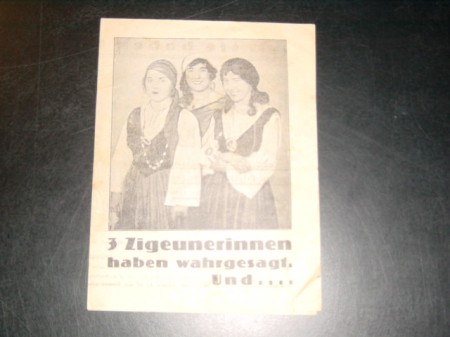 3 Zigeunerinnen
haben wahrgesagt.
Und....